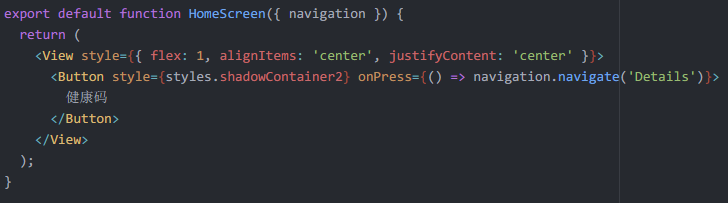 export default function HomeScreen({ navigation }) {
  return (
    <View style={{ flex: 1, alignItems: 'center', justifyContent: 'center' }}>
      <Button style={styles.shadowContainer2} onPress={() => navigation.navigate('Details')}>
        健康码
      </Button>
    </View>
  );
}